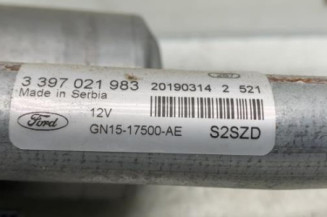 3 397 021 983 20190314 2 521
Made in Serbia
12V
Ford
GN15-17500-AE S2SZD